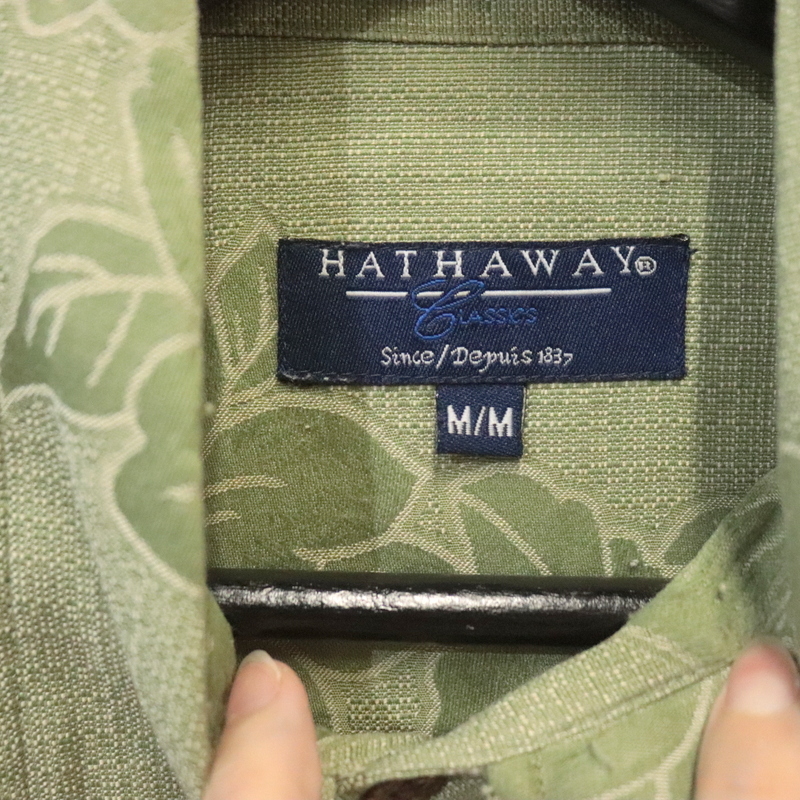 HATHAWAY®
Classics
Since/Depuis 1837
M/M